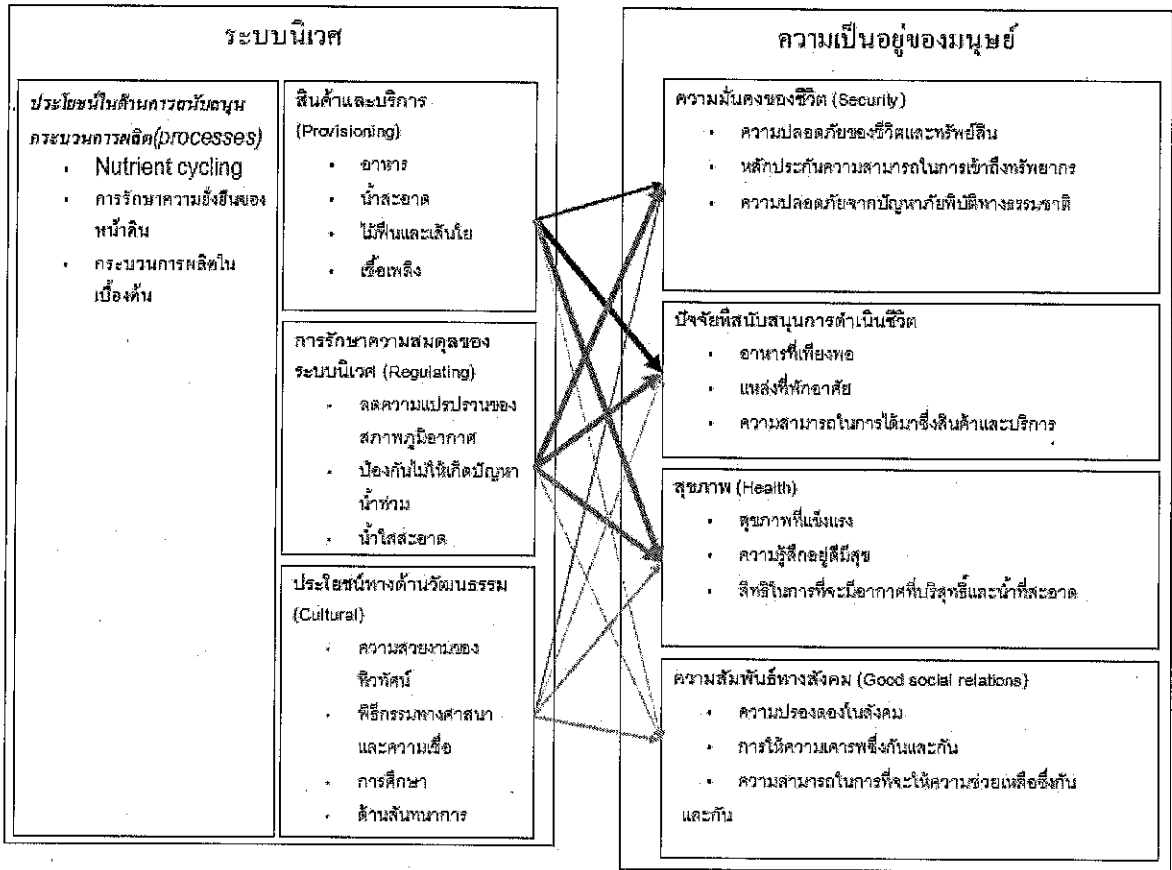 ระบบนิเวศ
ประโยชน์ในด้านการสนับสนุน
กระบวนการผลิต(processes)
• Nutrient cycling
• การรักษาความยั่งยืนของ
หน้าดิน
• กระบวนการผลิตใน
เบื้องต้น
สินค้าและบริการ
(Provisioning)
• อาหาร
• น้ำสะอาด
• ไม้ฟืนและเส้นใย
• เชื้อเพลิง
การรักษาความสมดุลของ
ระบบนิเวศ (Regulating)
• ลดความแปรปรวนของ
สภาพภูมิอากาศ
• ป้องกันไม่ให้เกิดปัญหา
น้ำท่วม
• น้ำใสสะอาด
ประโยชน์ทางด้านวัฒนธรรม
(Cultural)
• ความสวยงามของ
ทิวทัศน์
• พิธีกรรมทางศาสนา
และความเชื่อ
• การศึกษา
• ด้านสันทนาการ
ความเป็นอยู่ของมนุษย์
ความมั่นคงของชีวิต (Security)
• ความปลอดภัยของชีวิตและทรัพย์สิน
• หลักประกันความสามารถในการเข้าถึงทรัพยากร
• ความปลอดภัยจากปัญหาภัยพิบัติทางธรรมชาติ
ปัจจัยที่สนับสนุนการดำเนินชีวิต
• อาหารที่เพียงพอ
• แหล่งที่พักอาศัย
• ความสามารถในการได้มาซึ่งสินค้าและบริการ
สุขภาพ (Health)
• สุขภาพที่แข็งแรง
• ความรู้สึกอยู่ดีมีสุข
• สิทธิในการที่จะมีอากาศที่บริสุทธิ์และน้ำที่สะอาด
ความสัมพันธ์ทางสังคม (Good social relations)
• ความปรองดองในสังคม
• การให้ความเคารพซึ่งกันและกัน
• ความสามารถในการที่จะให้ความช่วยเหลือซึ่งกัน
และกัน